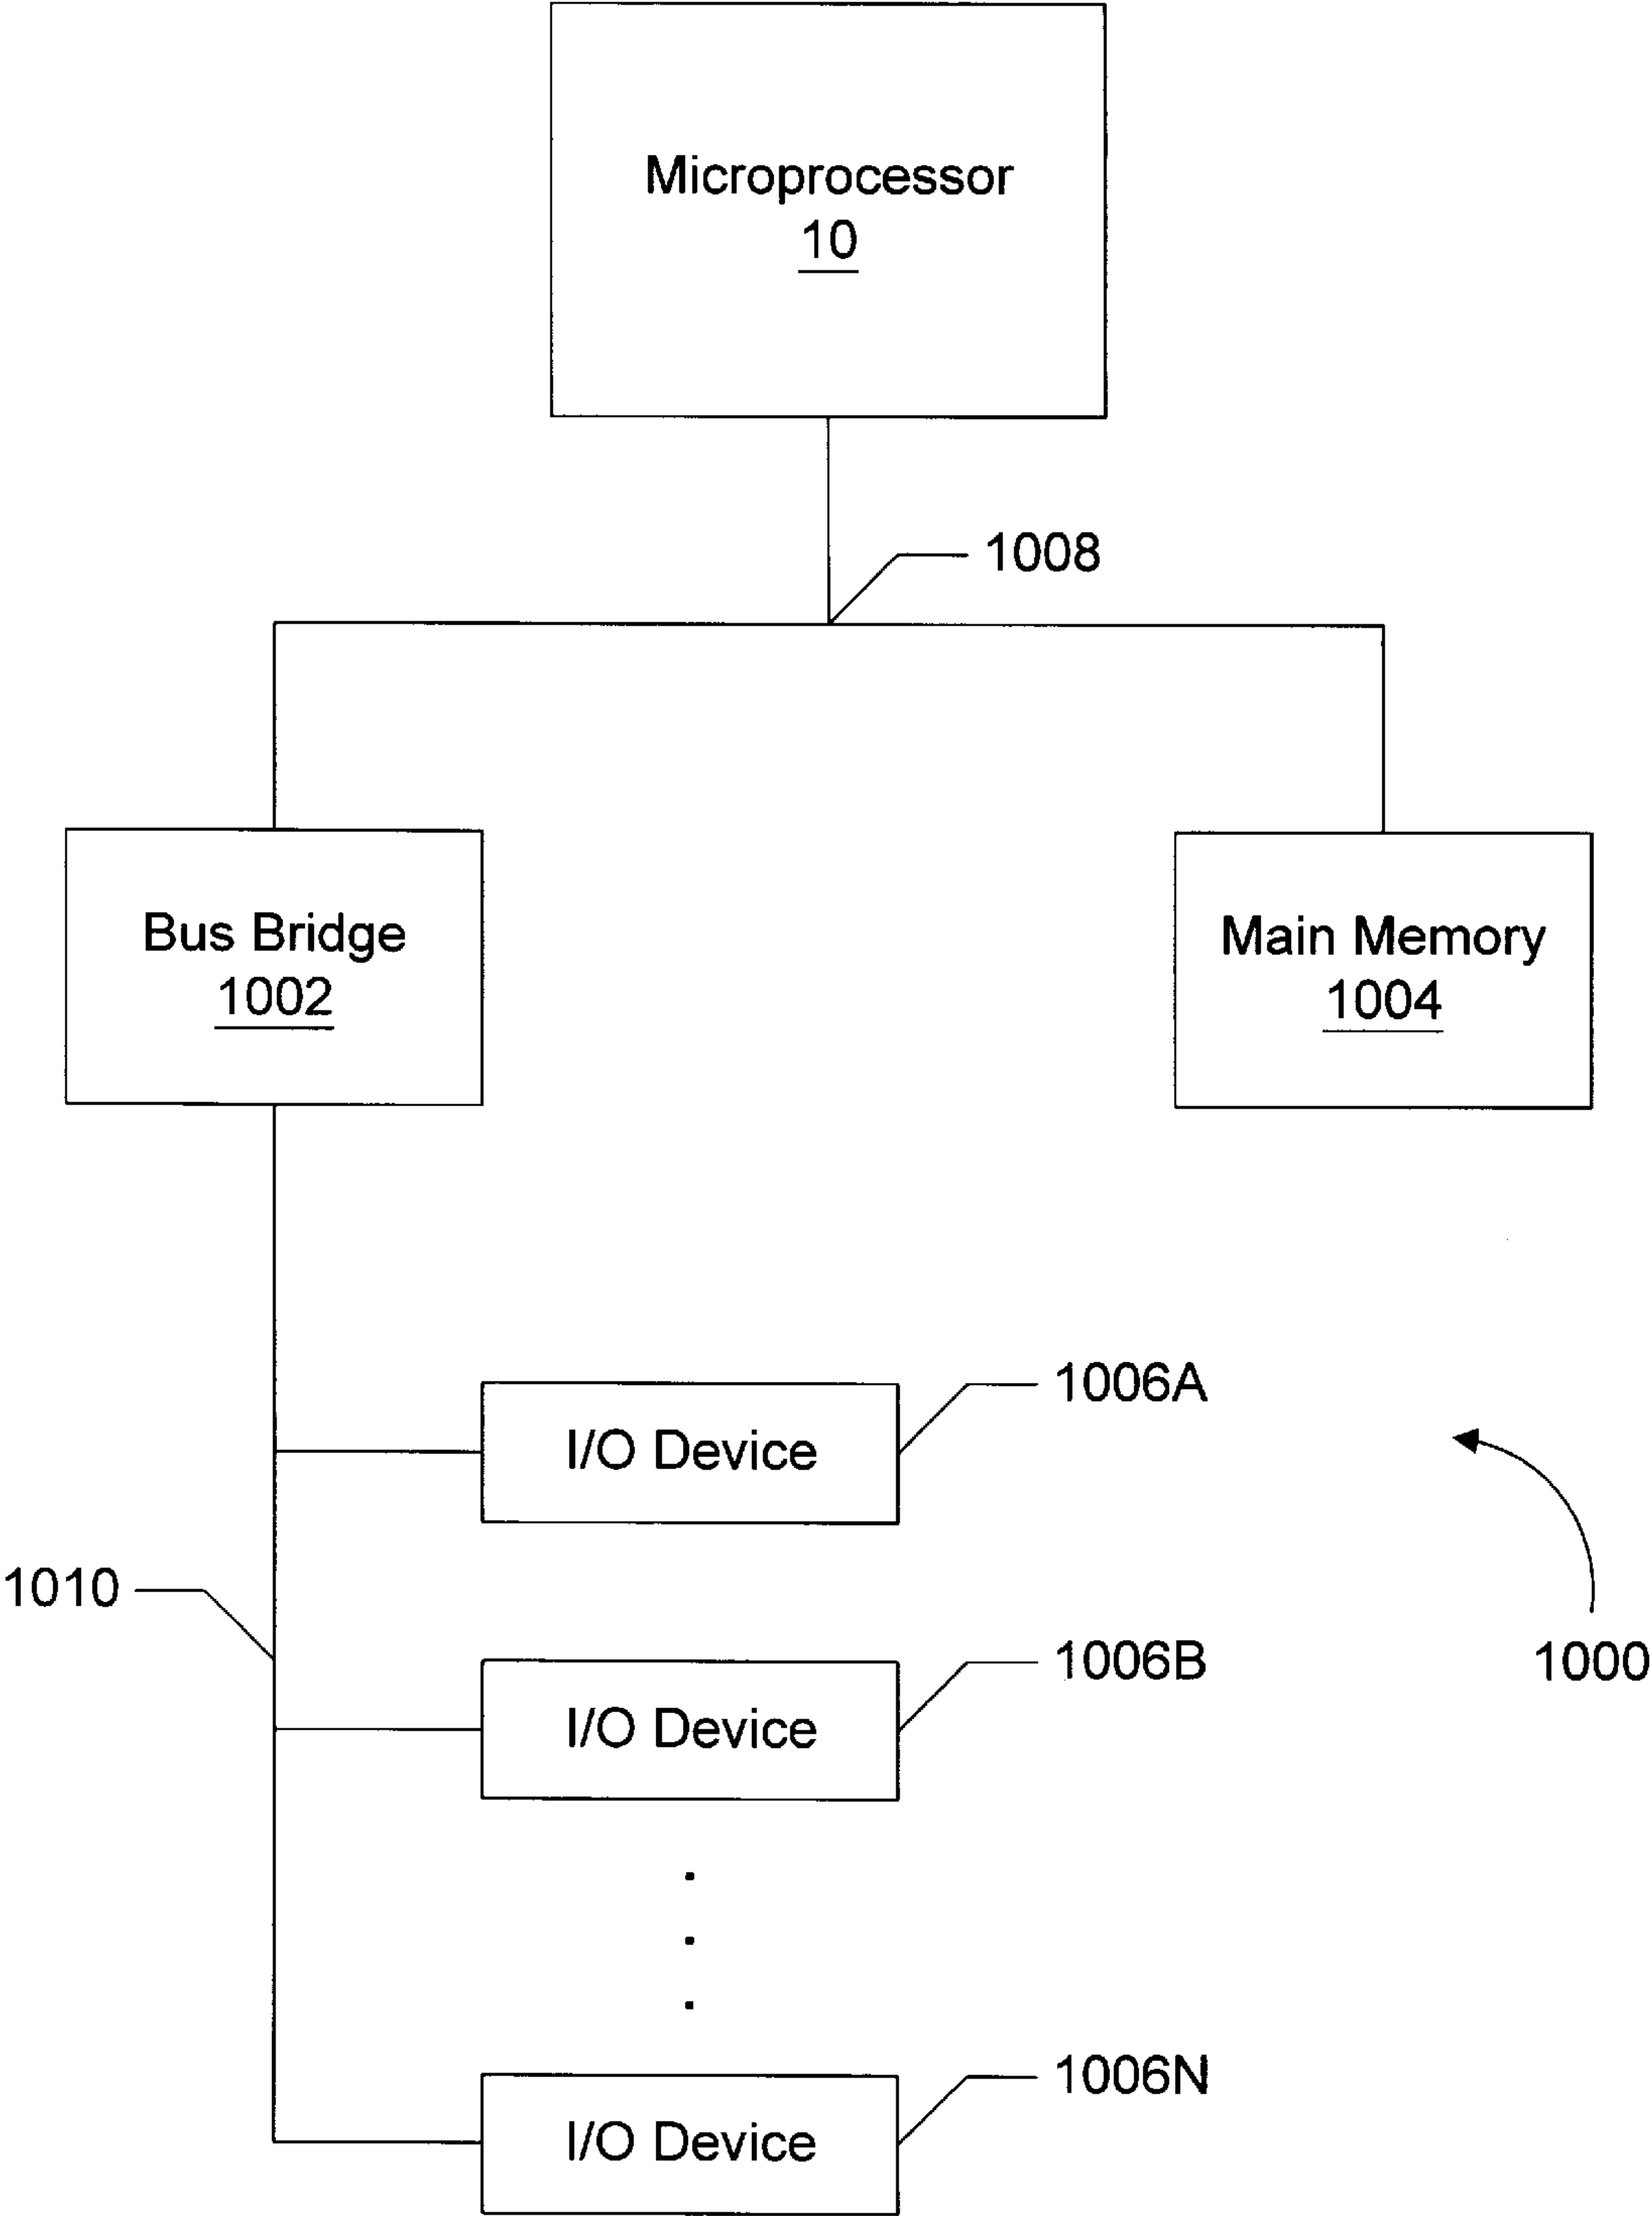 Microprocessor
10
1008
Bus Bridge
1002
Main Memory
1004
1006A
I/O Device
1010
1006B
1000
I/O Device
1006N
I/O Device